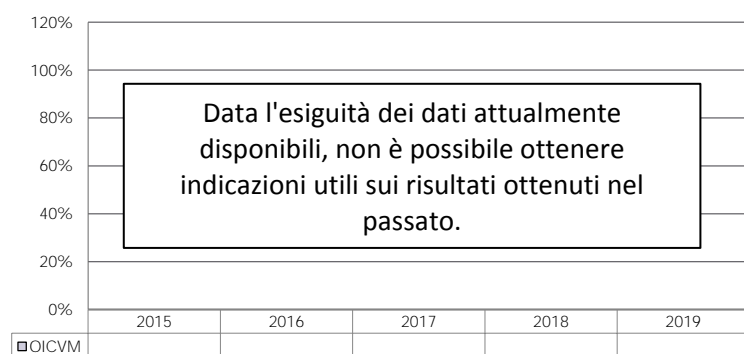 120%
100%
80%
60%
40%
20%
0%
Data l'esiguità dei dati attualmente
disponibili, non è possibile ottenere
indicazioni utili sui risultati ottenuti nel
passato.
2015 2016 2017 2018 2019
OICVM